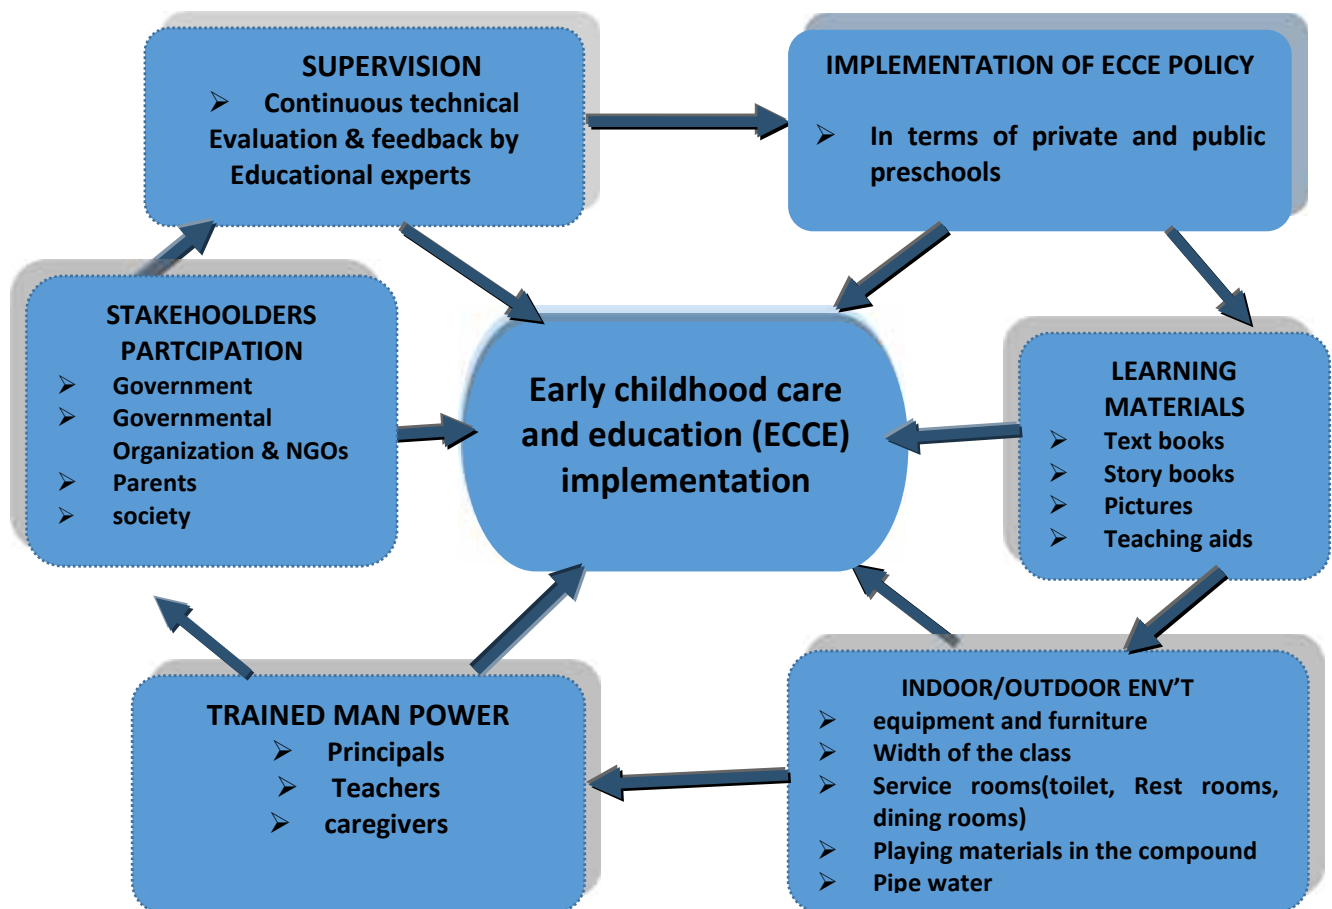 SUPERVISION
➢ Continuous technical
Evaluation & feedback by
Educational experts
IMPLEMENTATION OF ECCE POLICY
➢ In terms of private and public
preschools
STAKEHOOLDERS
PARTCIPATION
➢ Government
➢ Governmental
Organization & NGOs
➢ Parents
➢ society
Early childhood care
and education (ECCE)
implementation
LEARNING
MATERIALS
➢ Text books
➢ Story books
➢ Pictures
➢ Teaching aids
TRAINED MAN POWER
➢ Principals
➢ Teachers
➢ caregivers
INDOOR/OUTDOOR ENV’T
➢ equipment and furniture
➢ Width of the class
➢ Service rooms(toilet, Rest rooms,
dining rooms)
➢ Playing materials in the compound
➢ Pipe water